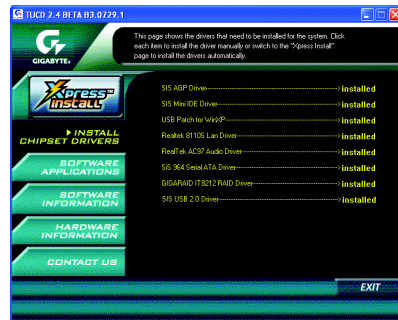 TUCD 2.4 BETA B3.0729.1
GIGABYTE
This page shows the drivers that need to be installed for the system. Click
each item to install the driver manually or switch to the "Xpress Install"
page to install the drivers automatically.
Xpress™
INSTALL
INSTALL
CHIPSET DRIVERS
SOFTWARE
APPLICATIONS
SOFTWARE
INFORMATION
HARDWARE
INFORMATION
CONTACT US
SIS AGP Driver installed
SIS Mini IDE Driver installed
USB Patch for WinXP installed
Realtek 8110S Lan Driver installed
RealTek AC97 Audio Driver installed
SiS 964 Serial ATA Driver installed
GIGARAID IT8212 RAID Driver installed
SIS USB 2.0 Driver installed
EXIT